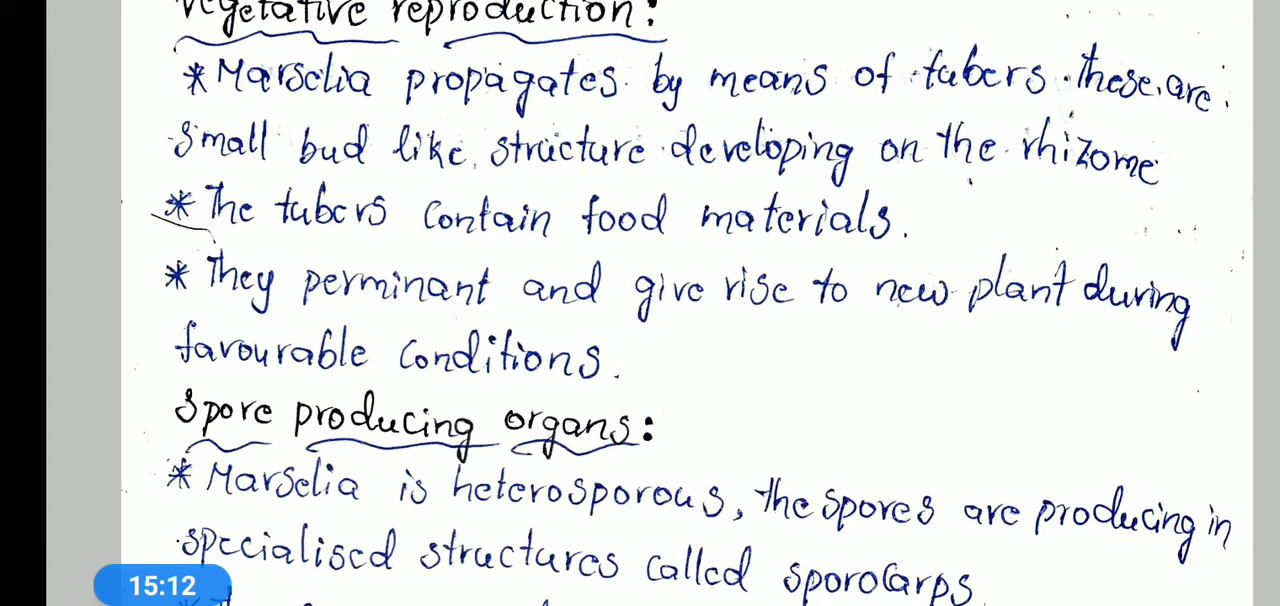 vegetative reproduction:
* Marselia propagates by means of tubers. these are
small bud like structure developing on the rhizome
* The tubers contain food materials.
* They perminant and give rise to new plant during
favourable conditions.
Spore producing organs:
* Marselia is heterosporous, the spores are producing in
specialised structures called sporocarps
15:12